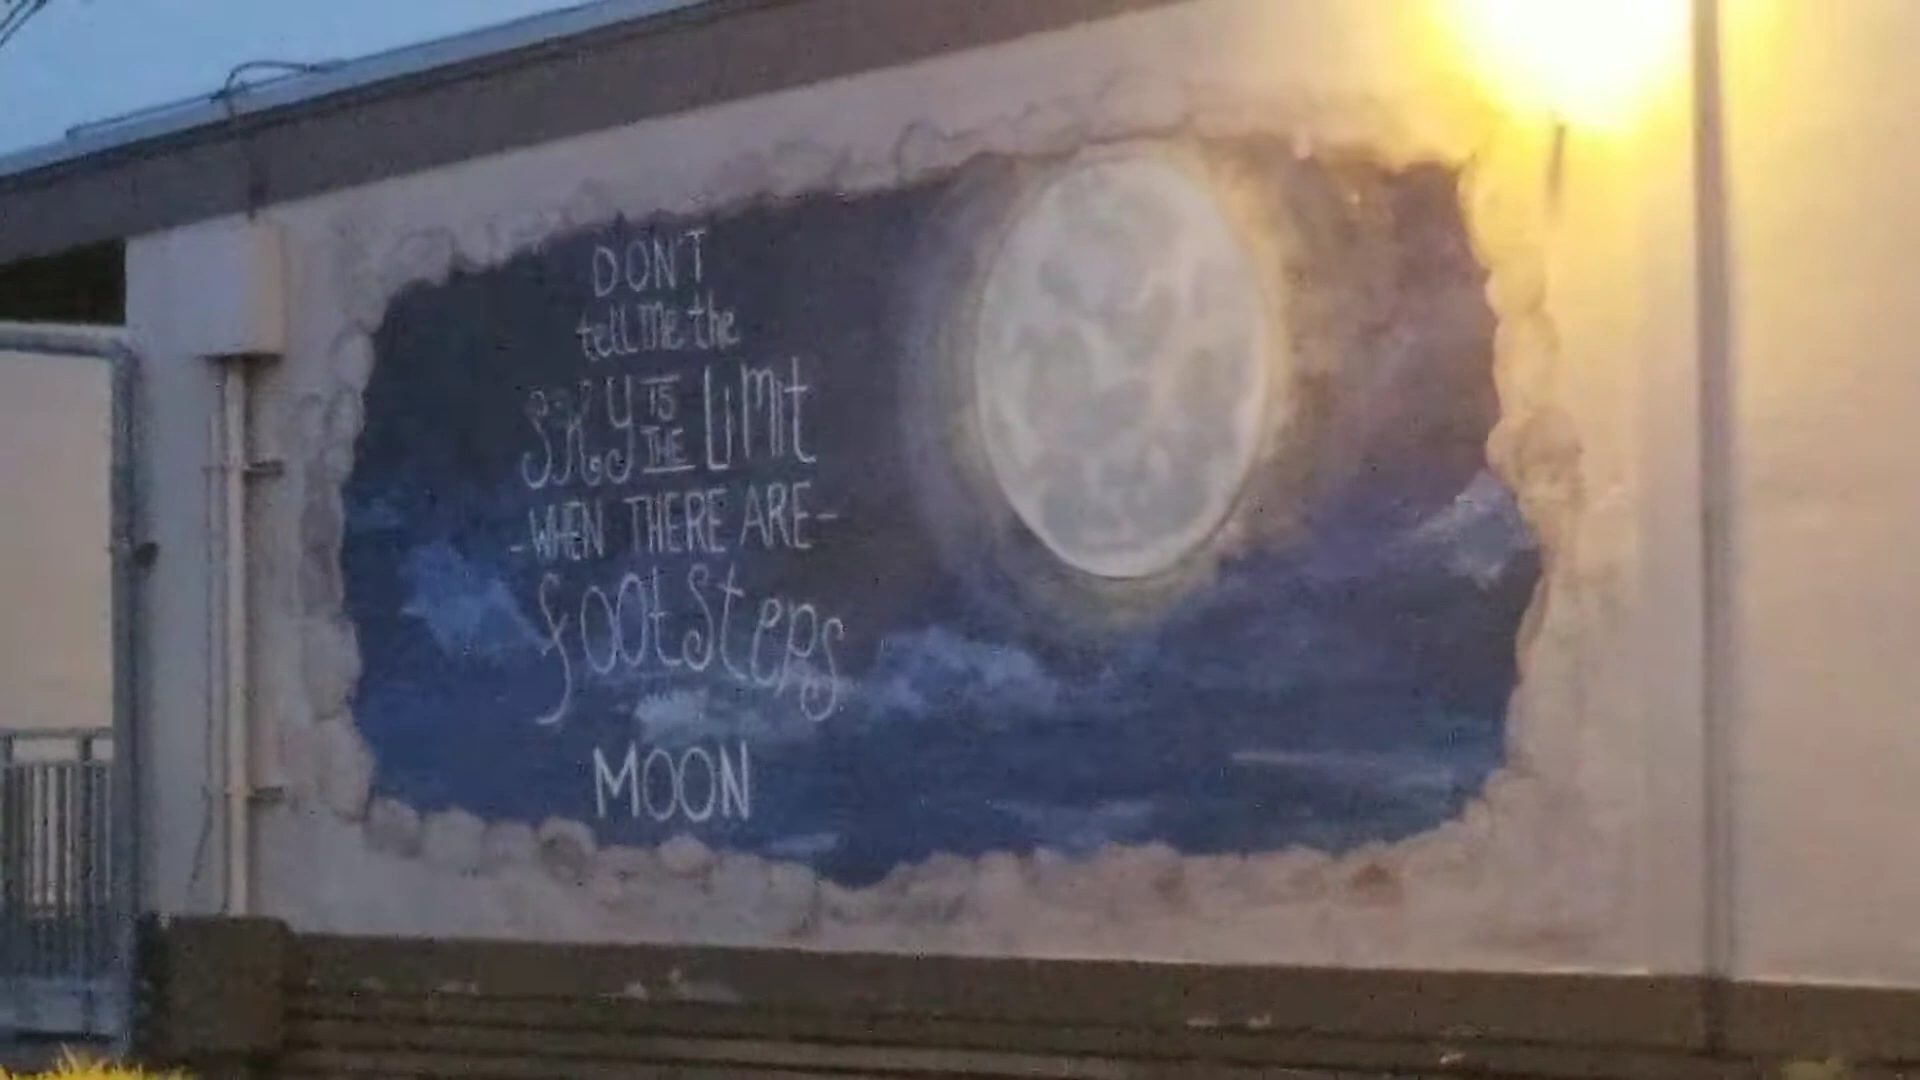 DON'T
tell me the
SKY IS THE LiMit
-WHEN THERE ARE-
footsteps
MOON